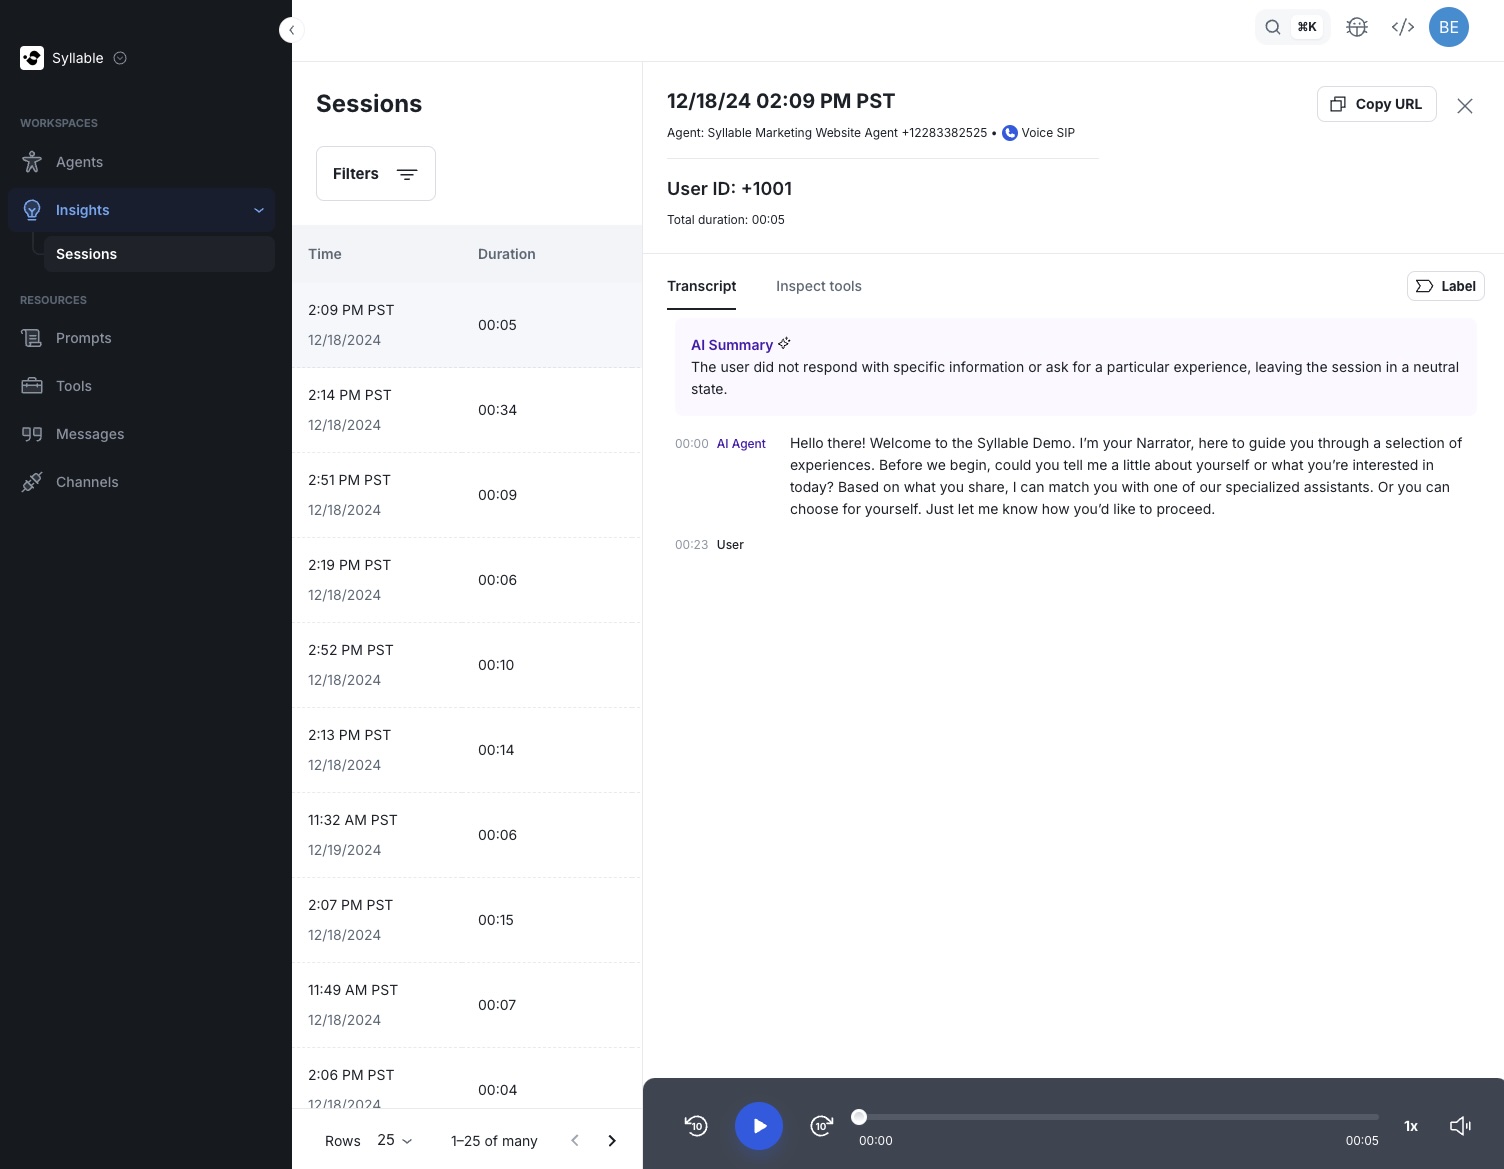 Syllable
WORKSPACES
Agents
Insights
Sessions
RESOURCES
Prompts
Tools
Messages
Channels
⌘K
</>
BE
Sessions
Filters
Time Duration
2:09 PM PST
12/18/2024
00:05
2:14 PM PST
12/18/2024
00:34
2:51 PM PST
12/18/2024
00:09
2:19 PM PST
12/18/2024
00:06
2:52 PM PST
12/18/2024
00:10
2:13 PM PST
12/18/2024
00:14
11:32 AM PST
12/19/2024
00:06
2:07 PM PST
12/18/2024
00:15
11:49 AM PST
12/18/2024
00:07
2:06 PM PST
12/18/2024
00:04
Rows 25 1–25 of many
12/18/24 02:09 PM PST
Copy URL
Agent: Syllable Marketing Website Agent +12283382525 • Voice SIP
User ID: +1001
Total duration: 00:05
Transcript Inspect tools
Label
AI Summary
The user did not respond with specific information or ask for a particular experience, leaving the session in a neutral
state.
00:00 AI Agent Hello there! Welcome to the Syllable Demo. I’m your Narrator, here to guide you through a selection of
experiences. Before we begin, could you tell me a little about yourself or what you’re interested in
today? Based on what you share, I can match you with one of our specialized assistants. Or you can
choose for yourself. Just let me know how you’d like to proceed.
00:23 User
10
10
00:00
00:05
1x